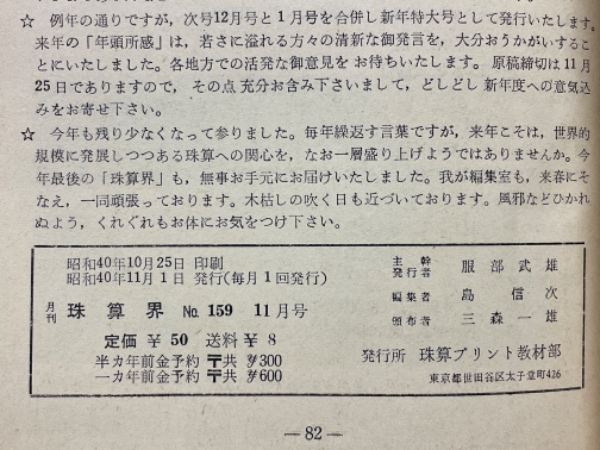 ☆　例年の通りですが，次号12月号と１月号を合併し新年特大号として発行いたします。
来年の「年頭所感」は，若さに溢れる方々の清新な御発言を，大分おうかがいするこ
とにいたしました。各地方での活発な御意見をお待ちいたします。原稿締切は11月
25日でありますので，その点充分お含み下さいまして，どしどし新年度への意気込
みをお寄せ下さい。
☆　今年も残り少なくなって参りました。毎年繰返す言葉ですが，来年こそは，世界的
規模に発展しつつある珠算への関心を，なお一層盛り上げようではありませんか。今
年最後の「珠算界」も，無事お手元にお届けいたしました。我が編集室も，来春にそ
なえ，一同頑張っております。木枯しの吹く日も近づいております。風邪などひかれ
ぬよう，くれぐれもお体にお気をつけ下さい。
昭和40年10月25日 印刷
昭和40年11月１日 発行(毎月１回発行)
月刊 珠算界 No. 159 11月号
定価 ￥50 送料￥8
半カ年前金予約 〒共 ￥300
一カ年前金予約 〒共 ￥600
主幹
発行者 服部武雄
編集者 島信次
頒布者 三森一雄
発行所 珠算プリント教材部
東京都世田谷区太子堂町426
―82―